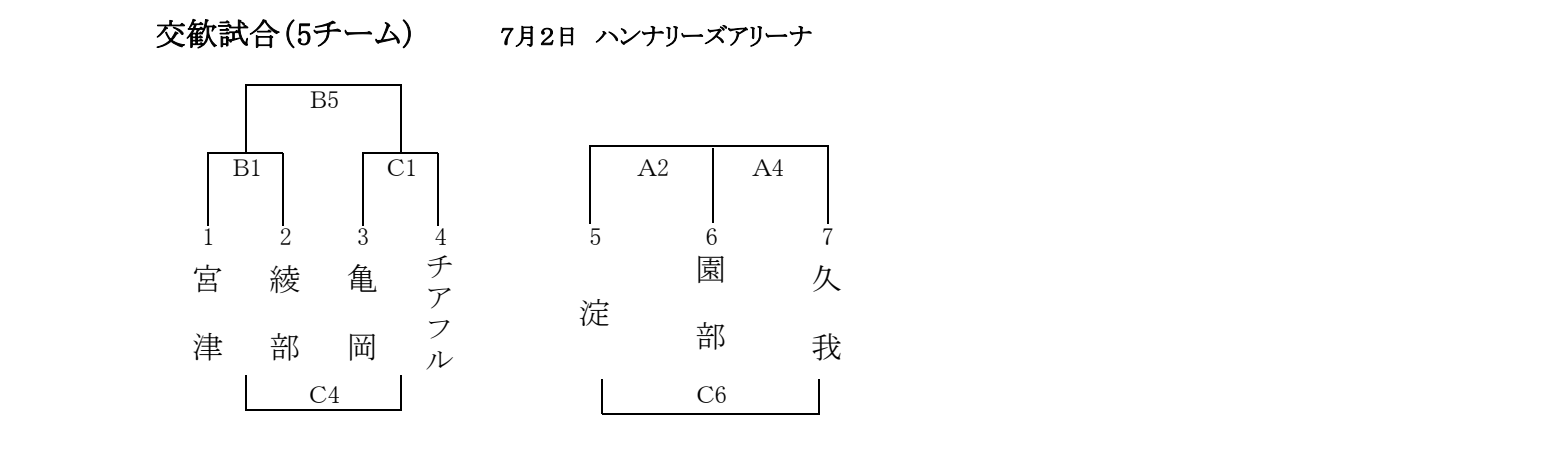 交歓試合（5チーム）　7月2日　ハンナリーズアリーナ
B5
B1 C1 A2 A4
1 2 3 4 5 6 7
宮津 綾部 亀岡 チアフル 淀 園部 久我
C4 C6